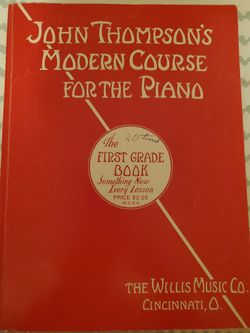 JOHN THOMPSON'S
MODERN COURSE
FOR THE PIANO
The
FIRST GRADE
BOOK
Something New
Every Lesson
PRICE $2.25
IN U.S.A.
THE WILLIS MUSIC CO.
CINCINNATI, O.